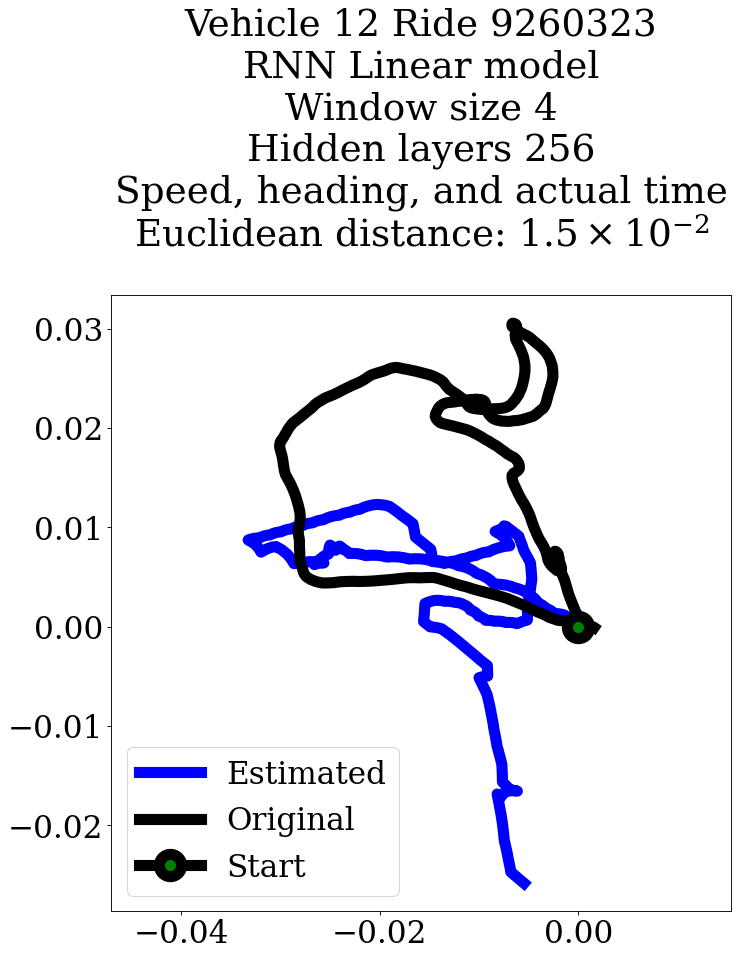 Vehicle 12 Ride 9260323
RNN Linear model
Window size 4
Hidden layers 256
Speed, heading, and actual time
Euclidean distance: 1.5 × 10⁻²
0.03
0.02
0.01
0.00
−0.01
−0.02
Estimated
Original
Start
−0.04 −0.02 0.00